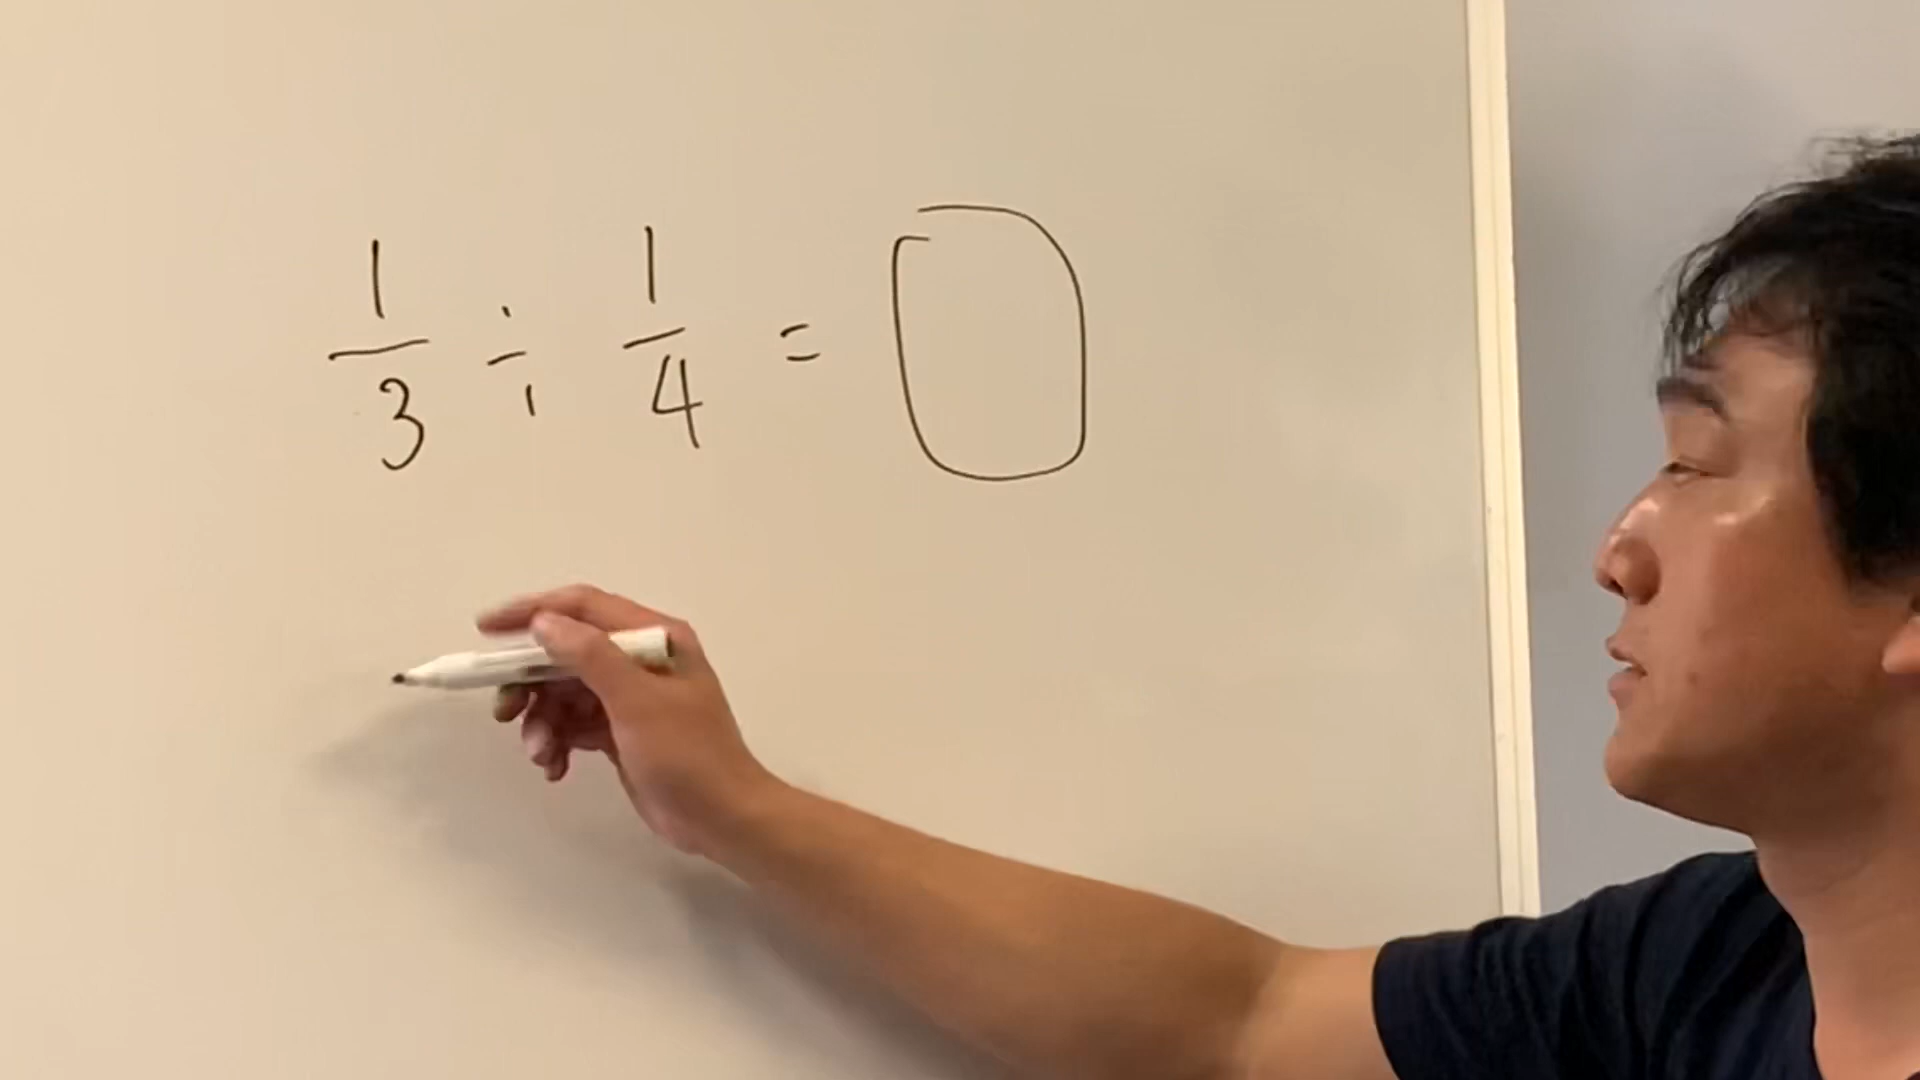 1/3 ÷ 1/4 =